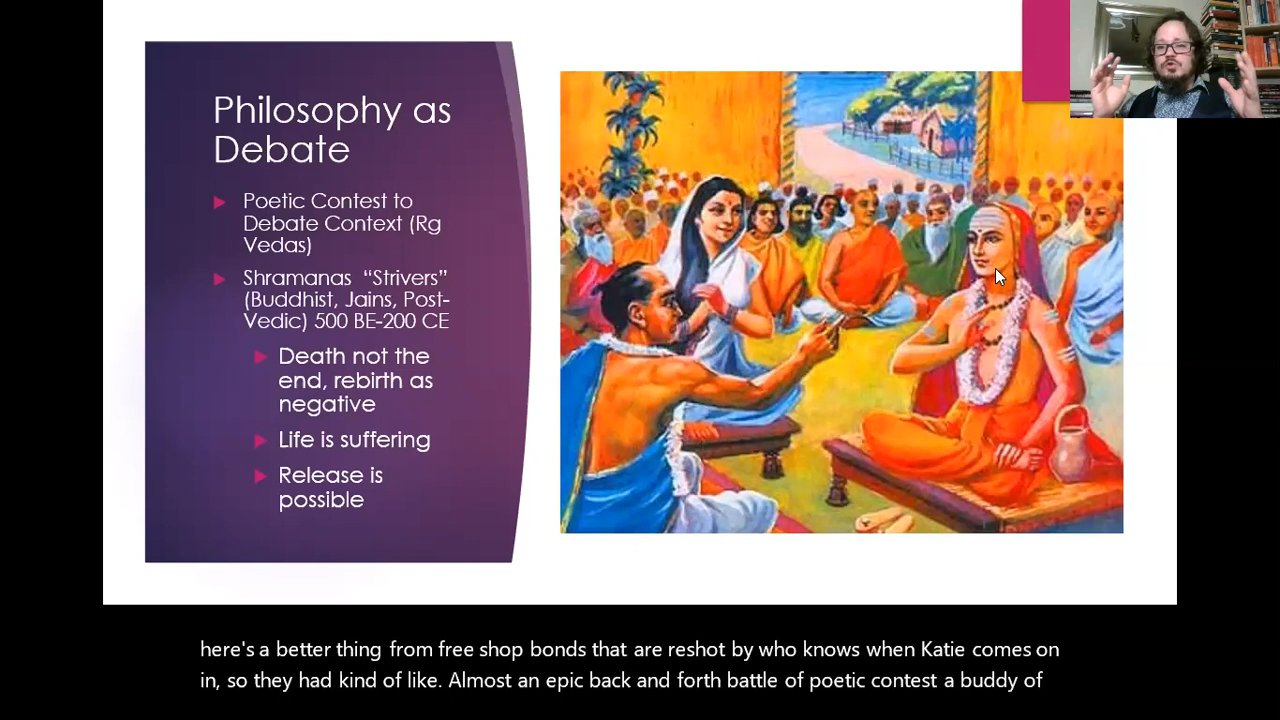 Philosophy as
Debate
Poetic Contest to
Debate Context (Rg
Vedas)
Shramanas “Strivers”
(Buddhist, Jains, Post-
Vedic) 500 BE-200 CE
Death not the
end, rebirth as
negative
Life is suffering
Release is
possible
here's a better thing from free shop bonds that are reshot by who knows when Katie comes on
in, so they had kind of like. Almost an epic back and forth battle of poetic contest a buddy of